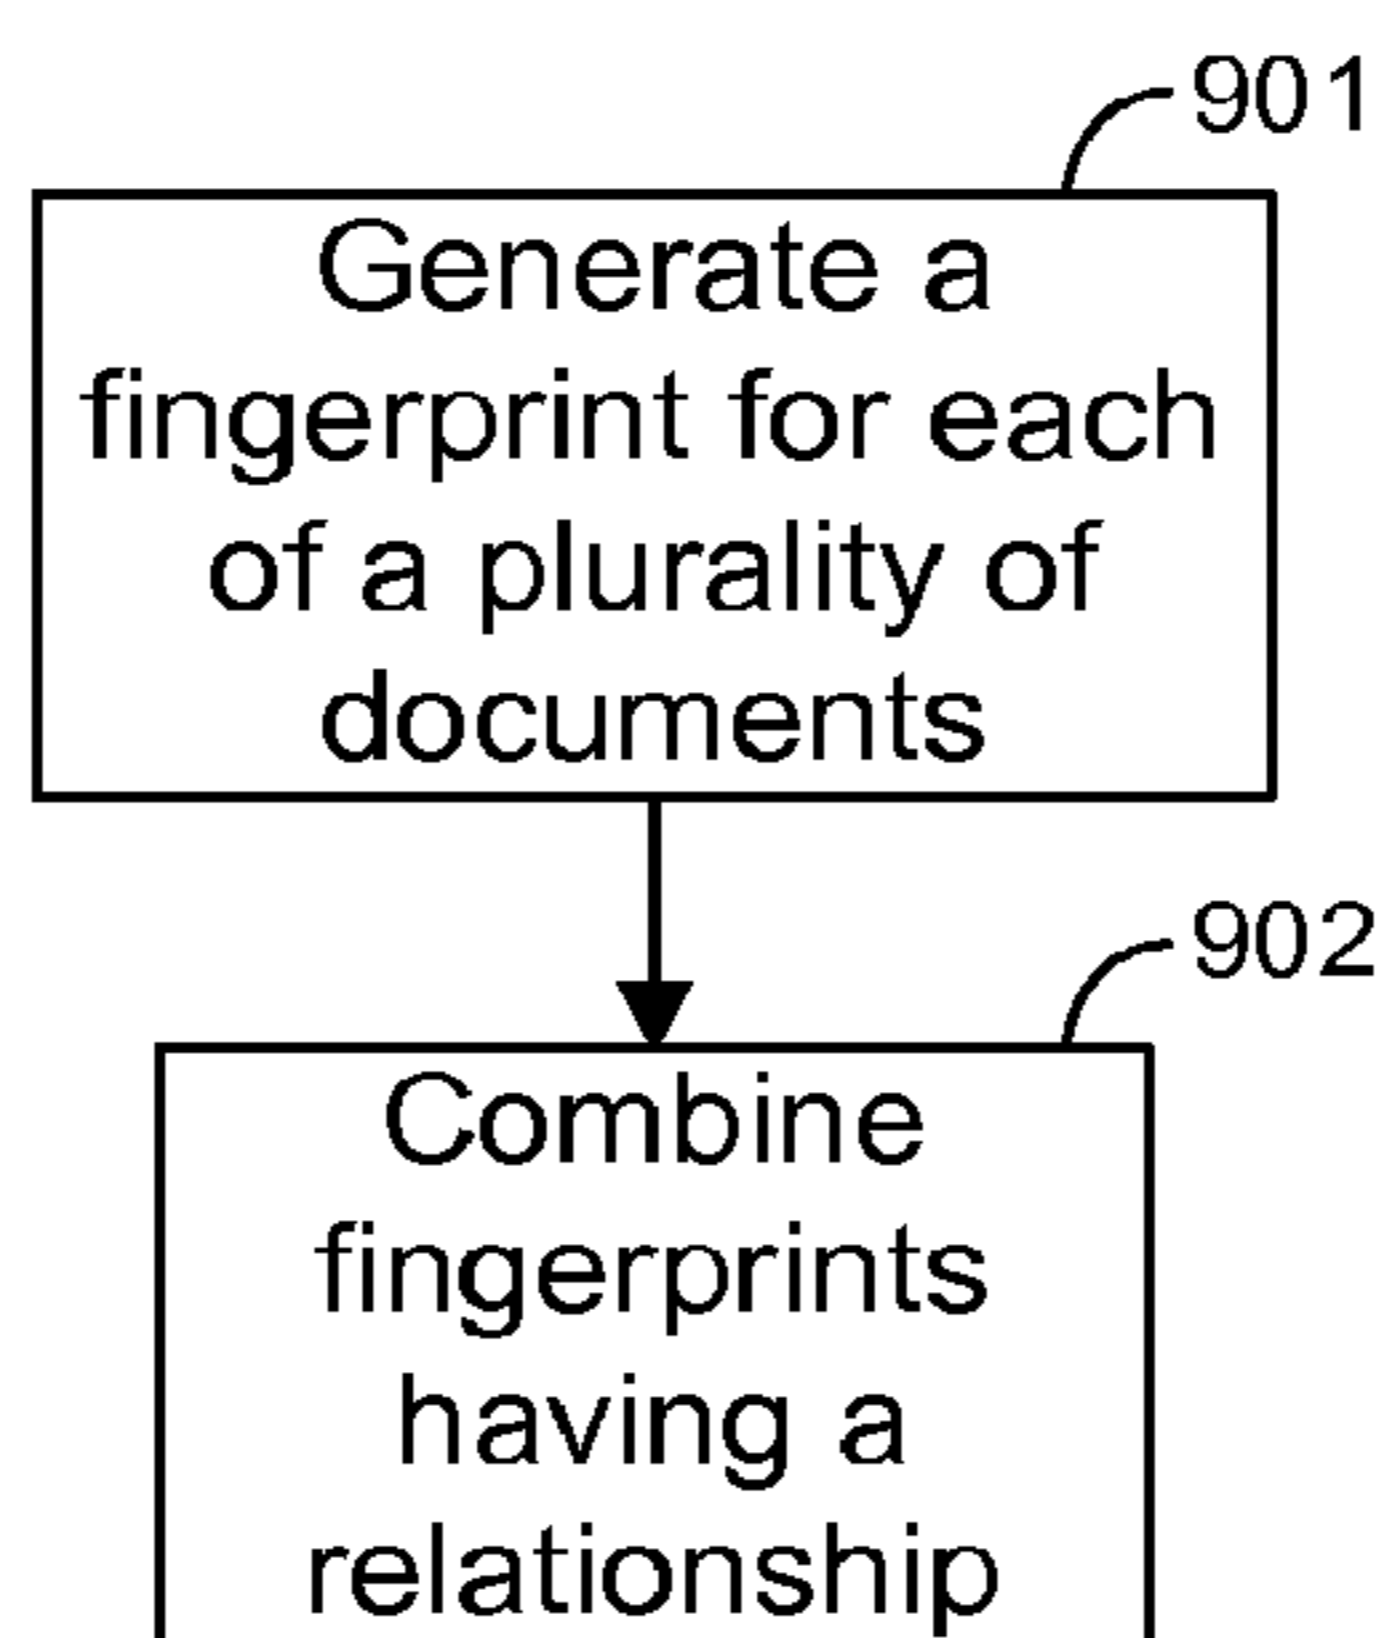 901
Generate a
fingerprint for each
of a plurality of
documents
902
Combine
fingerprints
having a
relationship